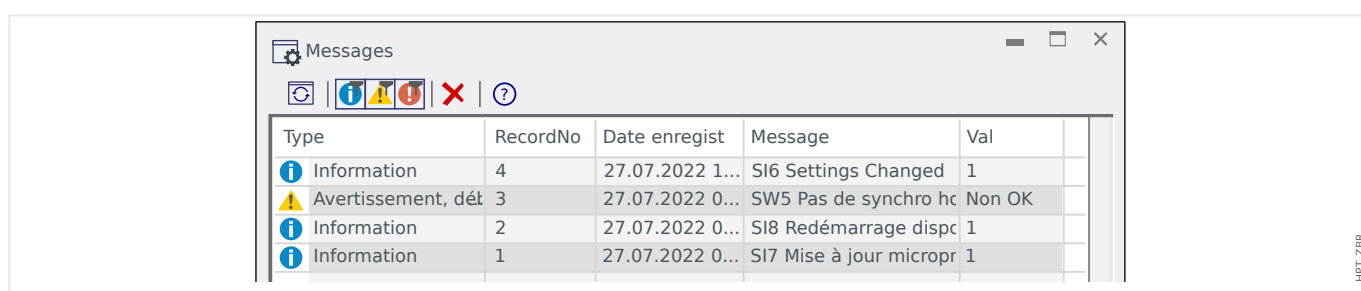 Messages
Type RecordNo Date enregist Message Val
Information 4 27.07.2022 1... SI6 Settings Changed 1
Avertissement, dét 3 27.07.2022 0... SW5 Pas de synchro ho Non OK
Information 2 27.07.2022 0... SI8 Redémarrage dispo 1
Information 1 27.07.2022 0... SI7 Mise à jour micropr 1